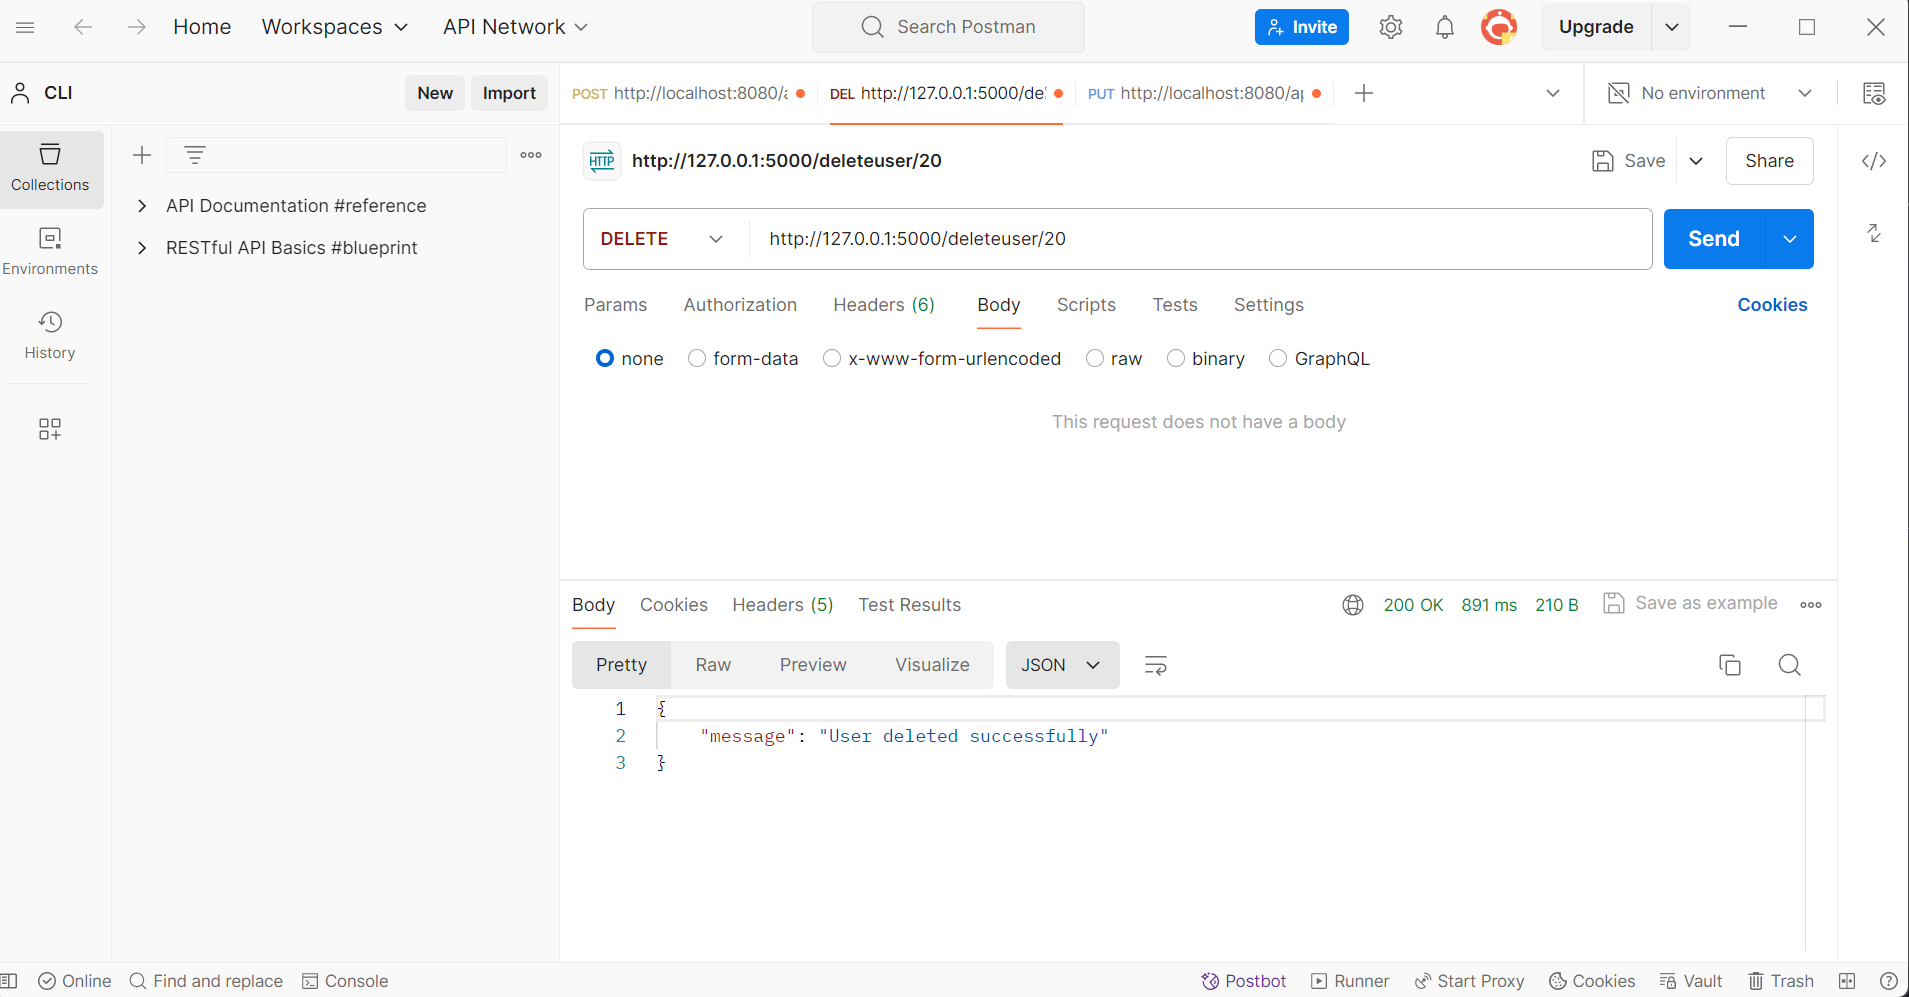 Home Workspaces API Network Search Postman Invite Upgrade
CLI New Import POST http://localhost:8080/a DEL http://127.0.0.1:5000/de PUT http://localhost:8080/ap No environment
Collections
Environments
History
API Documentation #reference
RESTful API Basics #blueprint
HTTP http://127.0.0.1:5000/deleteuser/20 Save Share
DELETE http://127.0.0.1:5000/deleteuser/20 Send
Params Authorization Headers (6) Body Scripts Tests Settings Cookies
none form-data x-www-form-urlencoded raw binary GraphQL
This request does not have a body
Body Cookies Headers (5) Test Results 200 OK 891 ms 210 B Save as example
Pretty Raw Preview Visualize JSON
1 {
2 "message": "User deleted successfully"
3 }
Online Find and replace Console Postbot Runner Start Proxy Cookies Vault Trash